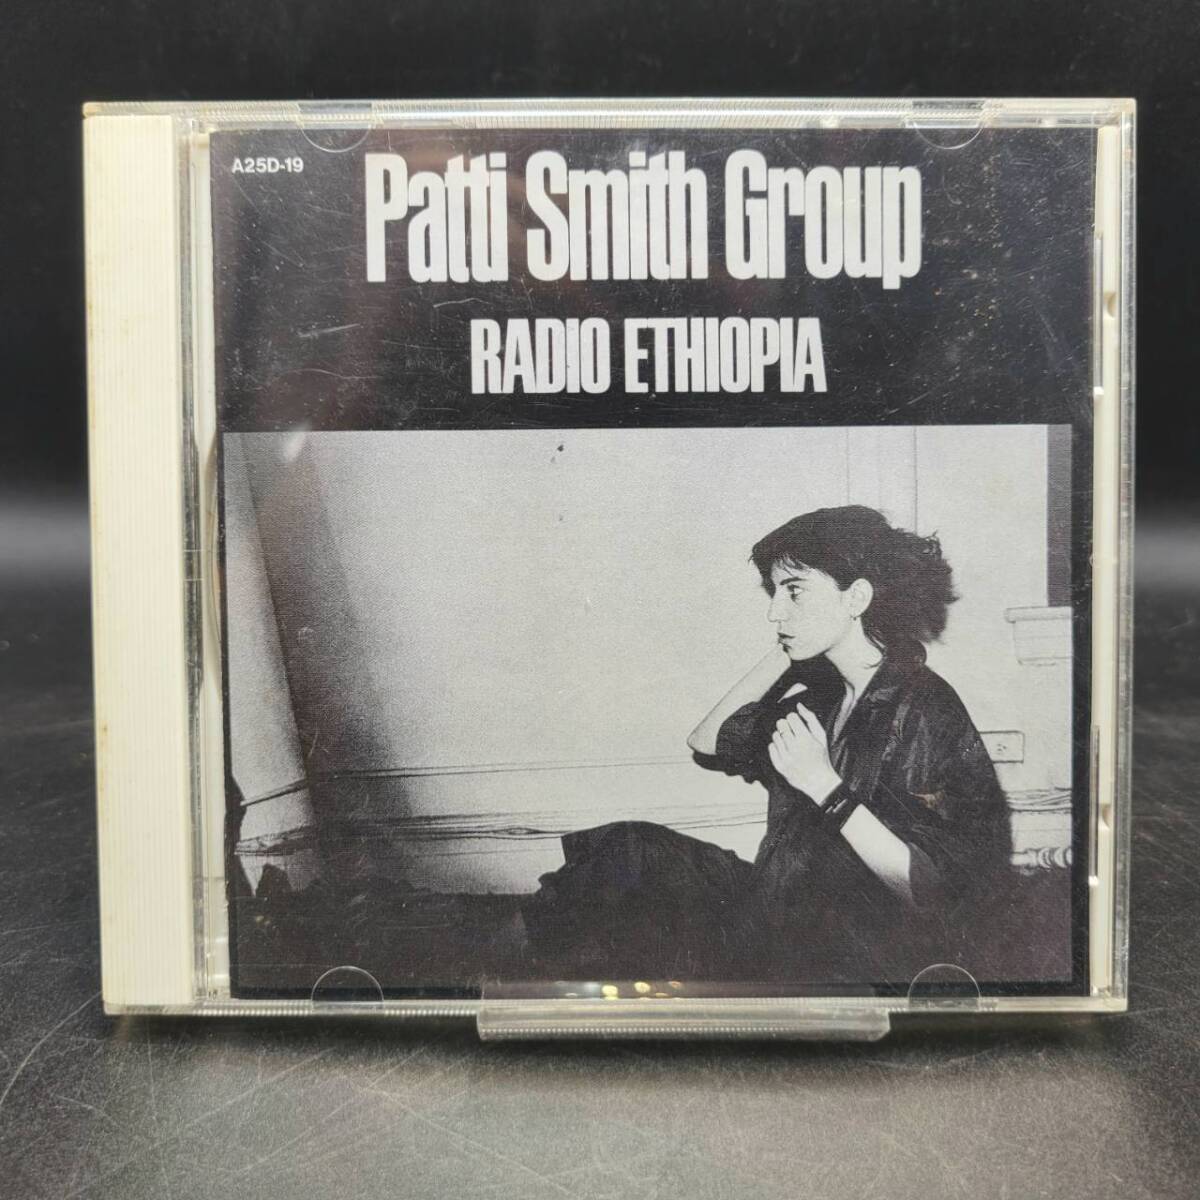 A25D-19
Patti Smith Group
RADIO ETHIOPIA